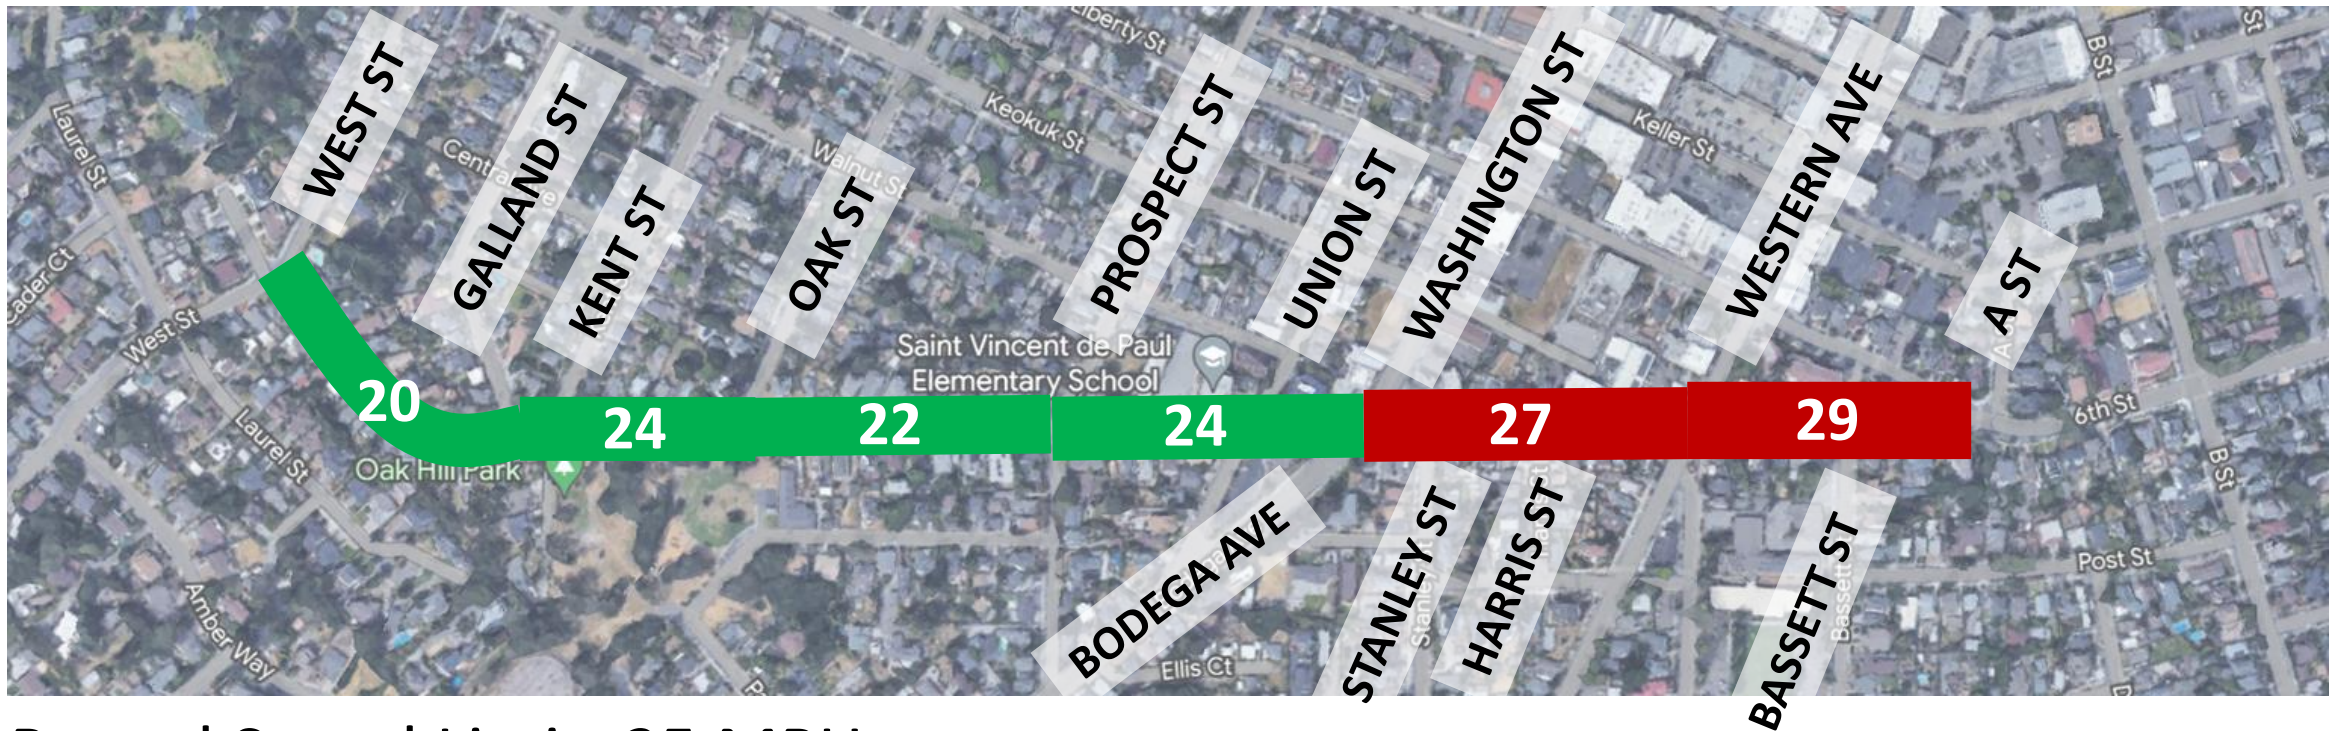 Liberty St
St
B St
WEST ST
GALLAND ST
KENT ST
OAK ST
PROSPECT ST
UNION ST
WASHINGTON ST
WESTERN AVE
A ST
Laurel St
Keokuk St
Walnut St
Keller St
West St
Saint Vincent de Paul
Elementary School
A
20
24
22
24
27
29
6th St
Laurel St
Oak Hill Park
B St
BODEGA AVE
STANLEY ST
HARRIS ST
BASSETT ST
Post St
Amber Way
Ellis Ct